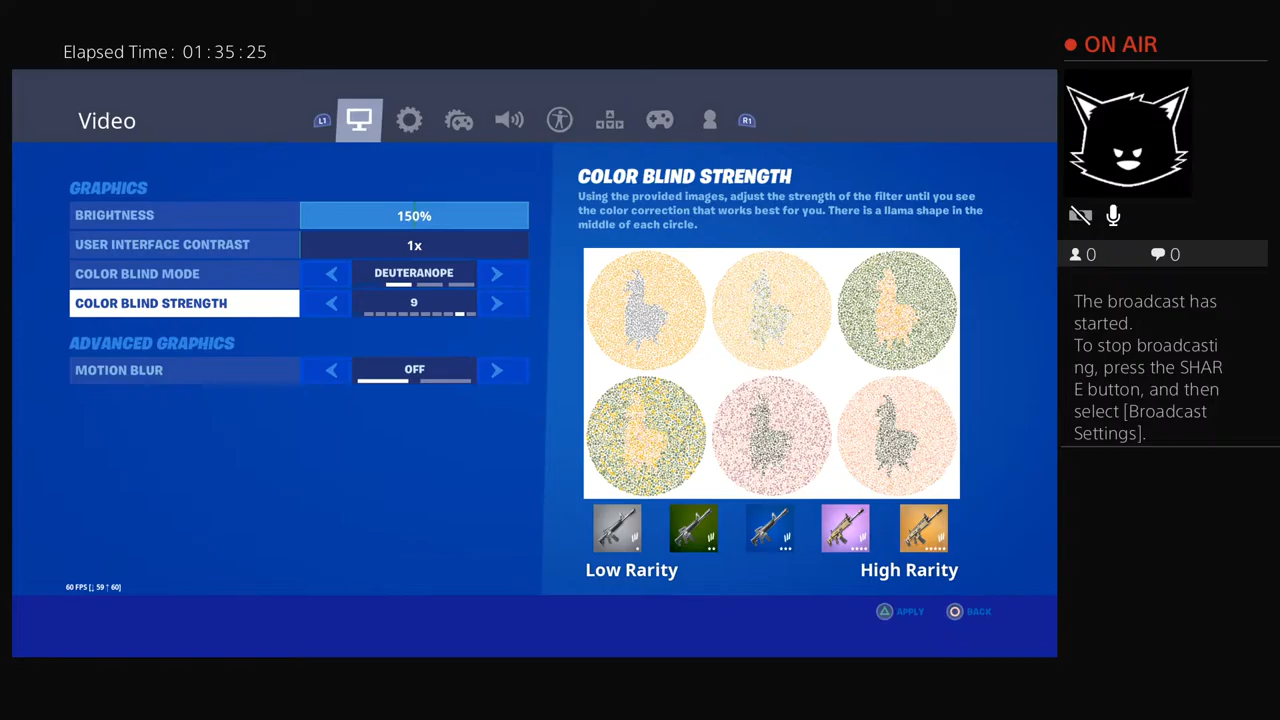 Elapsed Time: 01:35:25
ON AIR
Video
L1
R1
GRAPHICS
BRIGHTNESS 150%
USER INTERFACE CONTRAST 1x
COLOR BLIND MODE DEUTERANOPE
COLOR BLIND STRENGTH 9
ADVANCED GRAPHICS
MOTION BLUR OFF
COLOR BLIND STRENGTH
Using the provided images, adjust the strength of the filter until you see
the color correction that works best for you. There is a llama shape in the
middle of each circle.
Low Rarity High Rarity
60 FPS [↓ 59 ↑ 60]
APPLY BACK
0 0
The broadcast has
started.
To stop broadcasti
ng, press the SHAR
E button, and then
select [Broadcast
Settings].